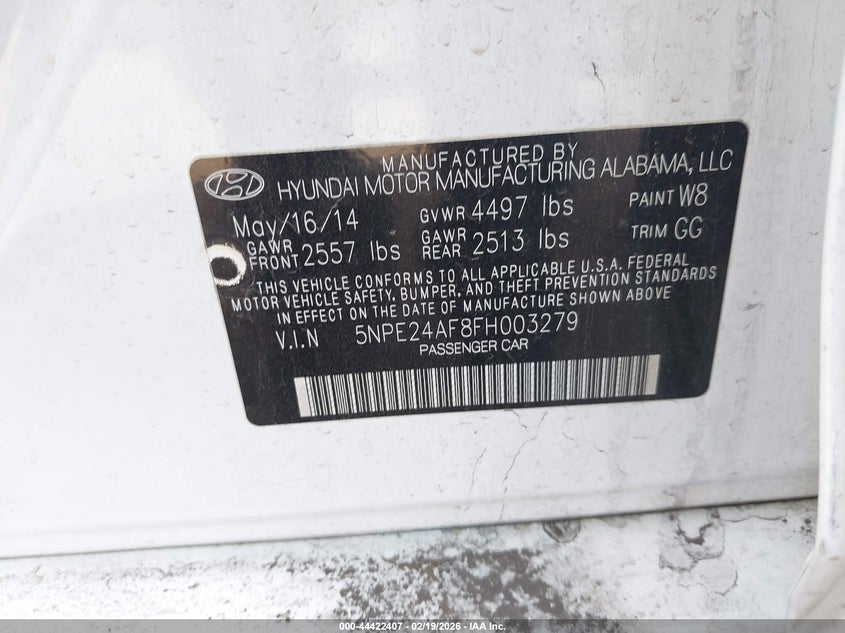 MANUFACTURED BY
HYUNDAI MOTOR MANUFACTURING ALABAMA, LLC
May/16/14 GVWR 4497 lbs PAINT W8
GAWR FRONT 2557 lbs GAWR REAR 2513 lbs TRIM GG
THIS VEHICLE CONFORMS TO ALL APPLICABLE U.S.A. FEDERAL
MOTOR VEHICLE SAFETY, BUMPER, AND THEFT PREVENTION STANDARDS
IN EFFECT ON THE DATE OF MANUFACTURE SHOWN ABOVE
V.I.N 5NPE24AF8FH003279
PASSENGER CAR
000-44422407 - 02/19/2026 - IAA Inc.